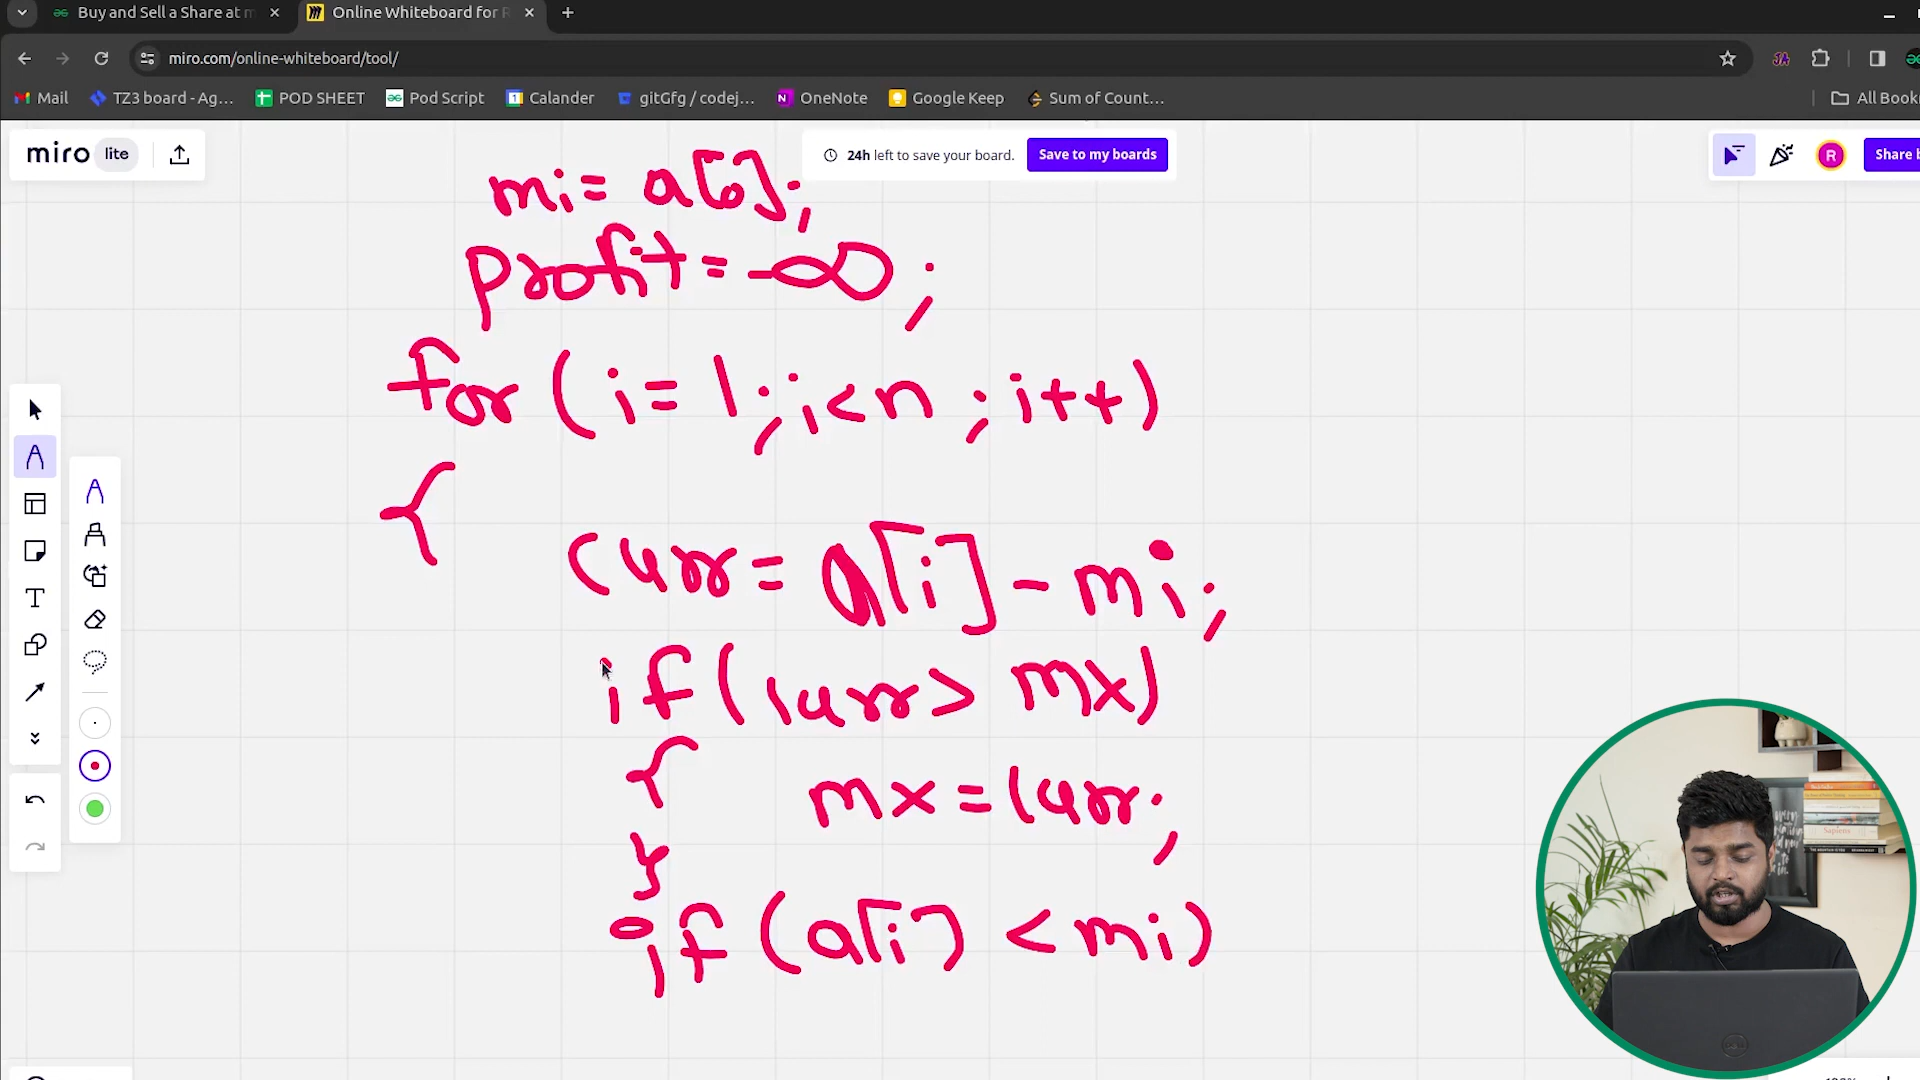 Buy and Sell a Share at m
Online Whiteboard for R
miro.com/online-whiteboard/tool/
Mail
TZ3 board - Ag...
POD SHEET
Pod Script
Calander
gitGfg / codej...
OneNote
Google Keep
Sum of Count...
All Book
miro lite
24h left to save your board.
Save to my boards
R
Share b
mi = a[0];
profit = -∞;
for (i = 1; i < n; i++)
{
curr = a[i] - mi;
if (curr > mx)
{ mx = curr;
}
if (a[i] < mi)
Sapiens